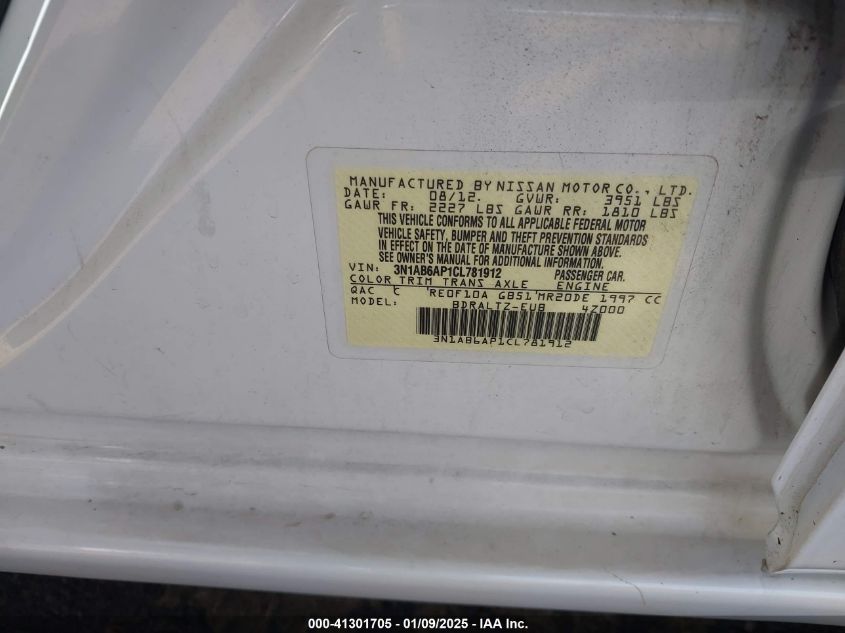 MANUFACTURED BY NISSAN MOTOR CO., LTD.
DATE: 08/12. GVWR: 3951 LBS
GAWR FR: 2227 LBS GAWR RR: 1810 LBS
THIS VEHICLE CONFORMS TO ALL APPLICABLE FEDERAL MOTOR
VEHICLE SAFETY, BUMPER AND THEFT PREVENTION STANDARDS
IN EFFECT ON THE DATE OF MANUFACTURE SHOWN ABOVE.
SEE OWNER'S MANUAL FOR ADDITIONAL INFORMATION.
VIN: 3N1AB6AP1CL781912 PASSENGER CAR.
COLOR TRIM TRANS AXLE ENGINE
QAC RE0F10A GB51 MR20DE 1997 CC
MODEL: BDRALTZ-EUB 4Z000
3N1AB6AP1CL781912
000-41301705 - 01/09/2025 - IAA Inc.